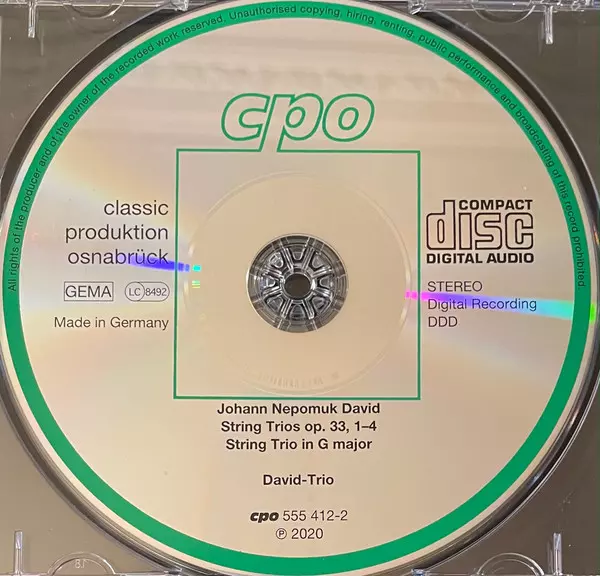 All rights of the producer and of the owner of the recorded work reserved. Unauthorised copying, hiring, renting, public performance and broadcasting of this record prohibited.
cpo
classic
produktion
osnabrück
GEMA LC 8492
Made in Germany
COMPACT
disc
DIGITAL AUDIO
STEREO
Digital Recording
DDD
Johann Nepomuk David
String Trios op. 33, 1–4
String Trio in G major
David-Trio
cpo 555 412-2
℗ 2020